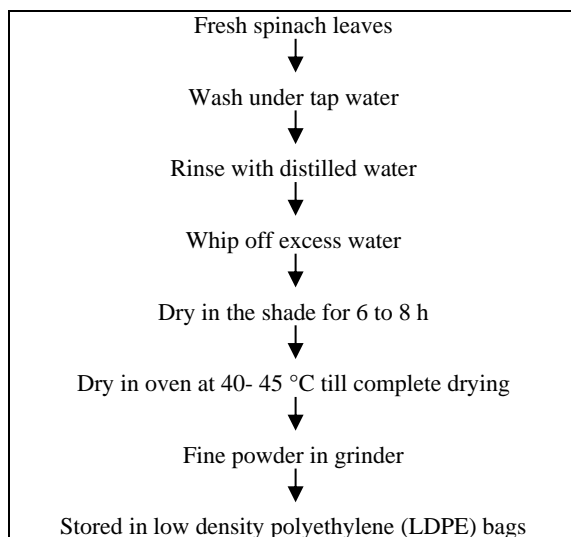 Fresh spinach leaves
Wash under tap water
Rinse with distilled water
Whip off excess water
Dry in the shade for 6 to 8 h
Dry in oven at 40- 45 °C till complete drying
Fine powder in grinder
Stored in low density polyethylene (LDPE) bags